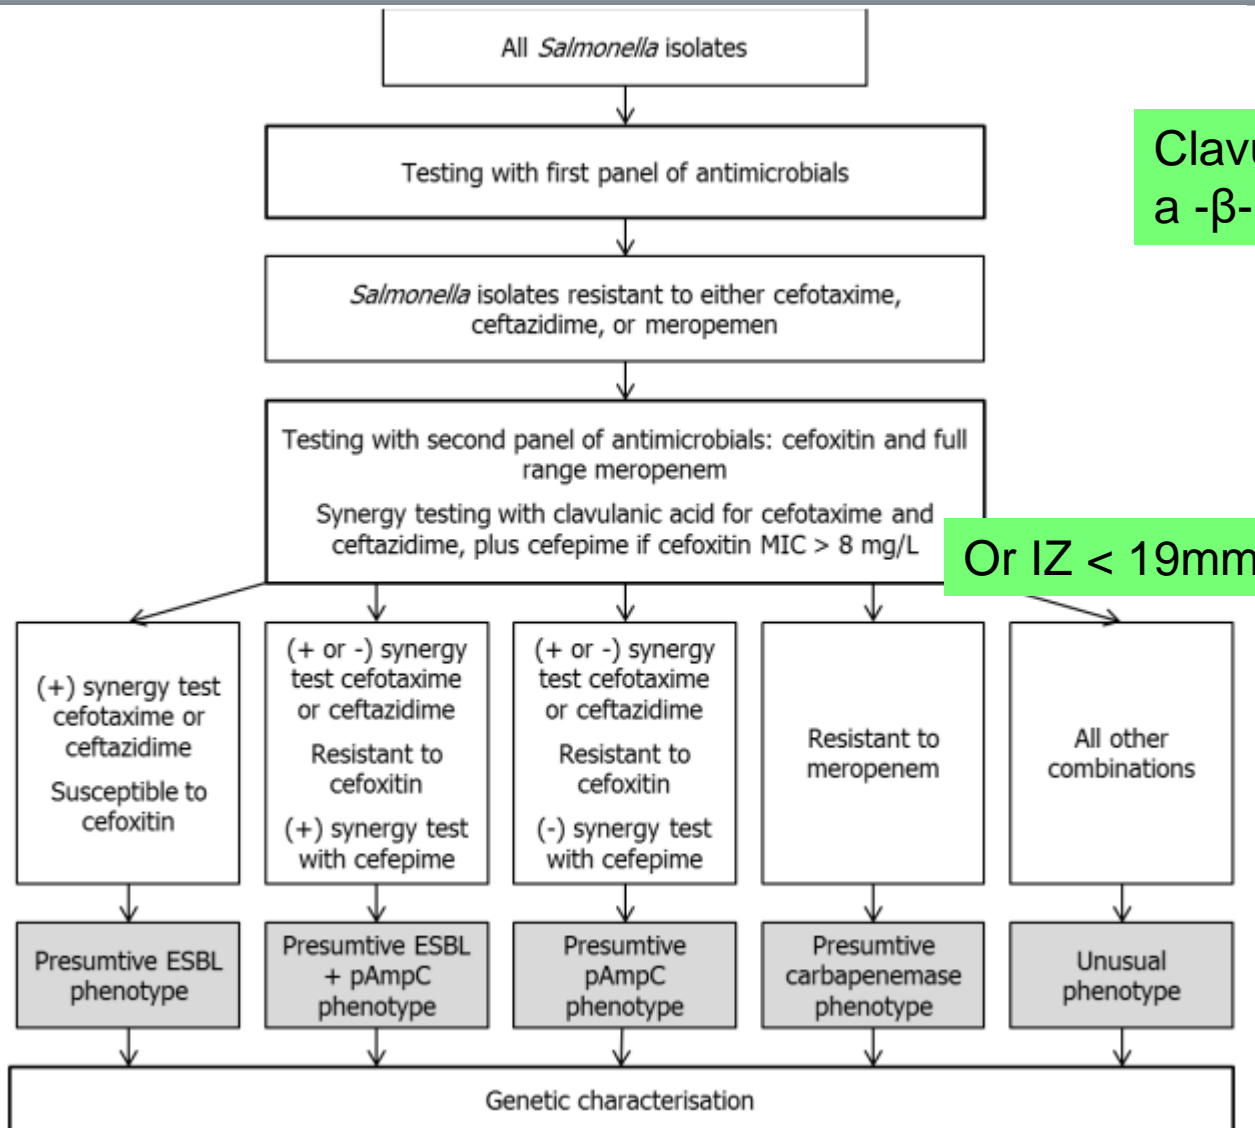 All Salmonella isolates
Testing with first panel of antimicrobials
Clavu
a -β-
Salmonella isolates resistant to either cefotaxime,
ceftazidime, or meropemen
Testing with second panel of antimicrobials: cefoxitin and full
range meropenem
Synergy testing with clavulanic acid for cefotaxime and
ceftazidime, plus cefepime if cefoxitin MIC > 8 mg/L
Or IZ < 19mm
(+) synergy test
cefotaxime or
ceftazidime
Susceptible to
cefoxitin
(+ or -) synergy
test cefotaxime
or ceftazidime
Resistant to
cefoxitin
(+) synergy test
with cefepime
(+ or -) synergy
test cefotaxime
or ceftazidime
Resistant to
cefoxitin
(-) synergy test
with cefepime
Resistant to
meropenem
All other
combinations
Presumtive ESBL
phenotype
Presumtive ESBL
+ pAmpC
phenotype
Presumtive
pAmpC
phenotype
Presumtive
carbapenemase
phenotype
Unusual
phenotype
Genetic characterisation